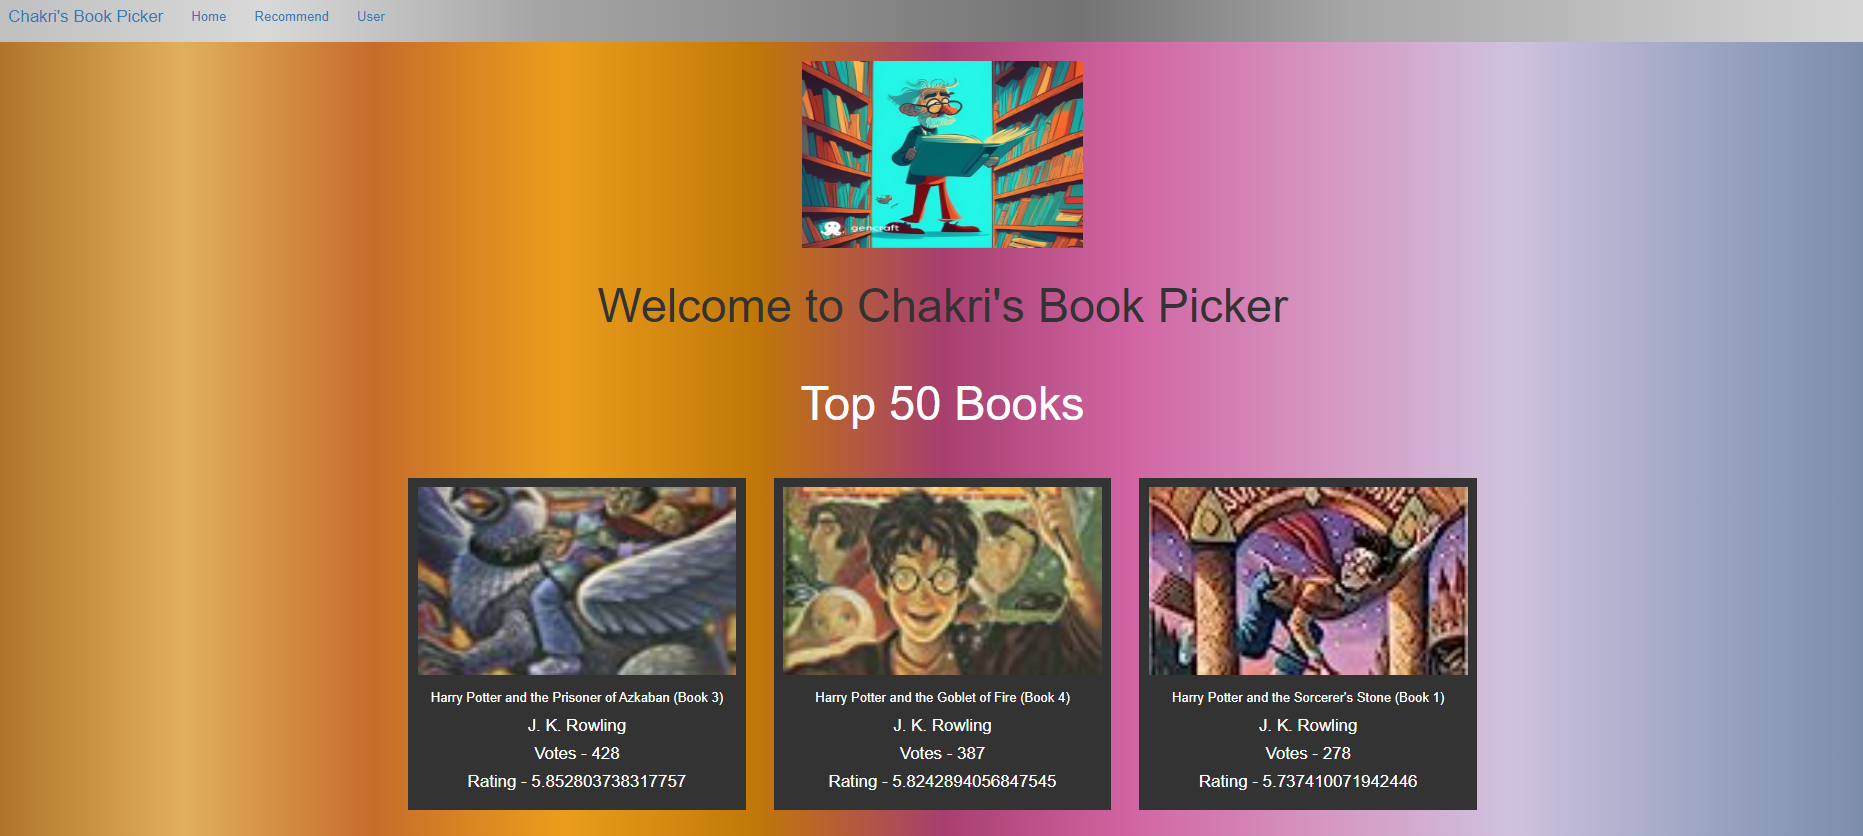 Chakri's Book Picker Home Recommend User
gencraft
Welcome to Chakri's Book Picker
Top 50 Books
Harry Potter and the Prisoner of Azkaban (Book 3)
J. K. Rowling
Votes - 428
Rating - 5.852803738317757
Harry Potter and the Goblet of Fire (Book 4)
J. K. Rowling
Votes - 387
Rating - 5.8242894056847545
Harry Potter and the Sorcerer's Stone (Book 1)
J. K. Rowling
Votes - 278
Rating - 5.737410071942446